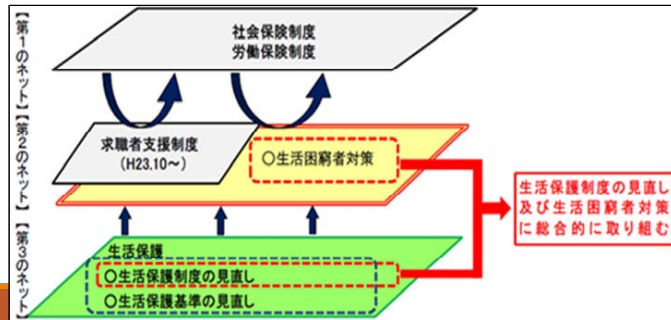 【第1のネット】
社会保険制度
労働保険制度
【第2のネット】
求職者支援制度
(H23.10～)
○生活困窮者対策
【第3のネット】
生活保護
○生活保護制度の見直し
○生活保護基準の見直し
生活保護制度の見直し
及び生活困窮者対策
に総合的に取り組む